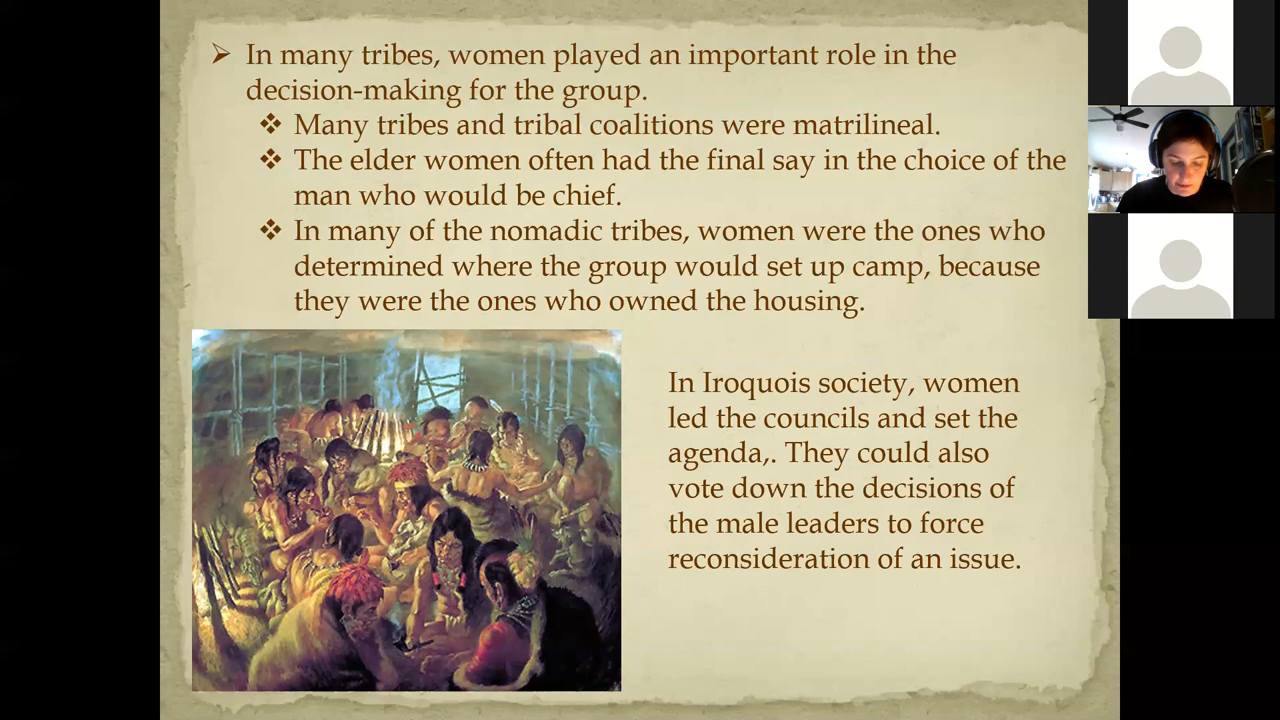 In many tribes, women played an important role in the
decision-making for the group.
Many tribes and tribal coalitions were matrilineal.
The elder women often had the final say in the choice of the
man who would be chief.
In many of the nomadic tribes, women were the ones who
determined where the group would set up camp, because
they were the ones who owned the housing.
In Iroquois society, women
led the councils and set the
agenda,. They could also
vote down the decisions of
the male leaders to force
reconsideration of an issue.